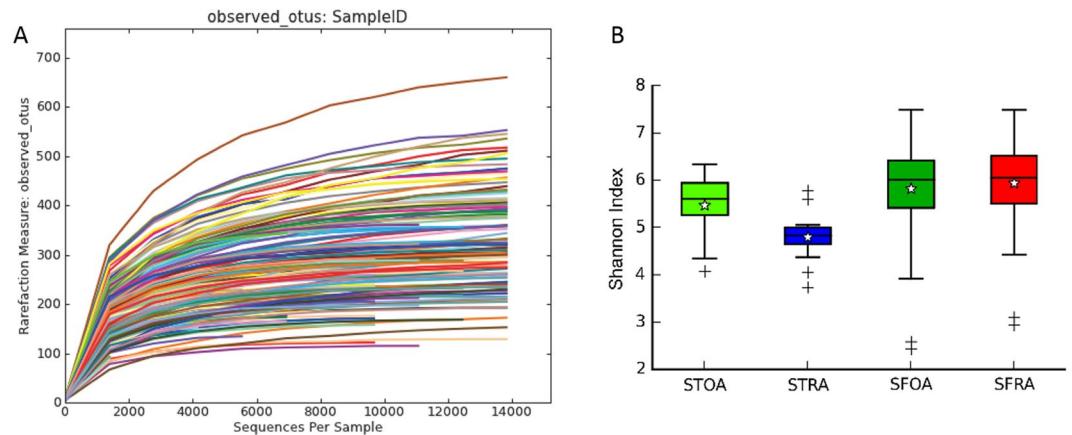 A
observed_otus: SampleID
Rarefaction Measure: observed_otus
700
600
500
400
300
200
100
0
0 2000 4000 6000 8000 10000 12000 14000
Sequences Per Sample
B
Shannon Index
8
7
6
5
4
3
2
STOA STRA SFOA SFRA